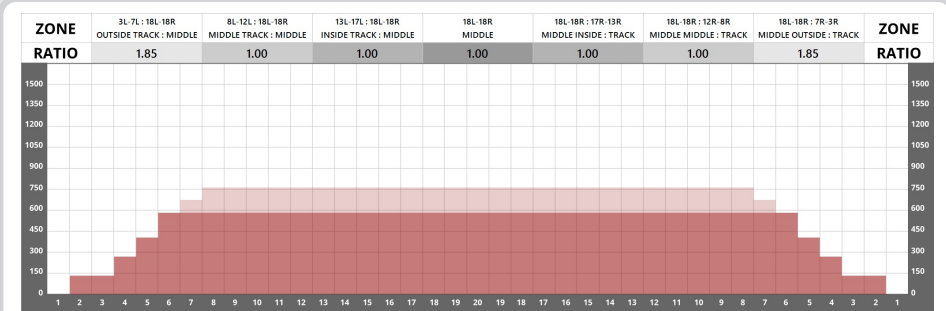 ZONE 3L-7L : 18L-18R 8L-12L : 18L-18R 13L-17L : 18L-18R 18L-18R 18L-18R : 17R-13R 18L-18R : 12R-8R 18L-18R : 7R-3R ZONE
OUTSIDE TRACK : MIDDLE MIDDLE TRACK : MIDDLE INSIDE TRACK : MIDDLE MIDDLE MIDDLE INSIDE : TRACK MIDDLE MIDDLE : TRACK MIDDLE OUTSIDE : TRACK
RATIO 1.85 1.00 1.00 1.00 1.00 1.00 1.85 RATIO
1500 1500
1350 1350
1200 1200
1050 1050
900 900
750 750
600 600
450 450
300 300
150 150
0 0
1 2 3 4 5 6 7 8 9 10 11 12 13 14 15 16 17 18 19 20 19 18 17 16 15 14 13 12 11 10 9 8 7 6 5 4 3 2 1